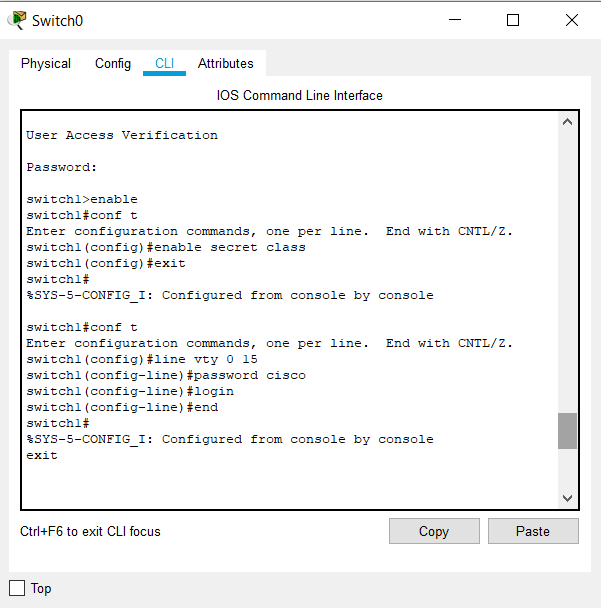 Switch0
Physical Config CLI Attributes
IOS Command Line Interface
User Access Verification
Password:
switch1>enable
switch1#conf t
Enter configuration commands, one per line.  End with CNTL/Z.
switch1(config)#enable secret class
switch1(config)#exit
switch1#
%SYS-5-CONFIG_I: Configured from console by console
switch1#conf t
Enter configuration commands, one per line.  End with CNTL/Z.
switch1(config)#line vty 0 15
switch1(config-line)#password cisco
switch1(config-line)#login
switch1(config-line)#end
switch1#
%SYS-5-CONFIG_I: Configured from console by console
exit
Ctrl+F6 to exit CLI focus
Copy Paste
Top